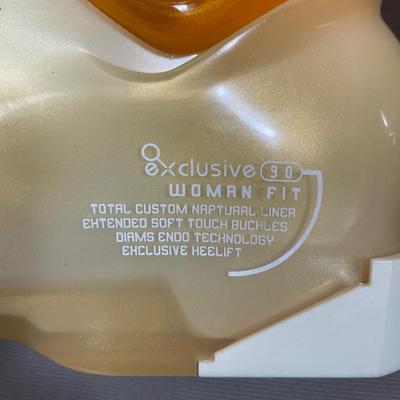 exclusive 90
WOMAN FIT
TOTAL CUSTOM NAPTURAL LINER
EXTENDED SOFT TOUCH BUCKLES
DIAMS ENDO TECHNOLOGY
EXCLUSIVE HEELIFT